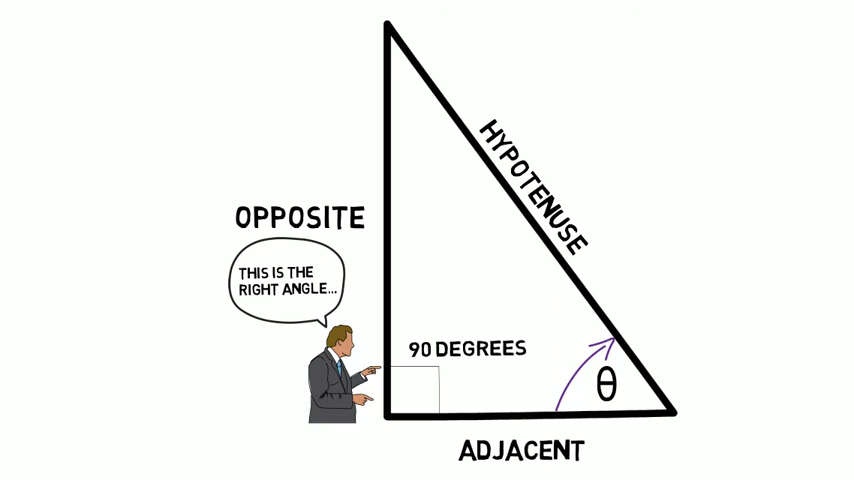 HYPOTENUSE
OPPOSITE
THIS IS THE
RIGHT ANGLE...
90 DEGREES
θ
ADJACENT